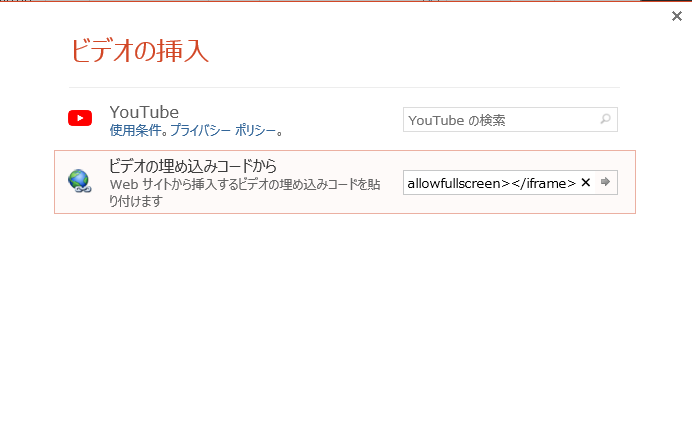 ビデオの挿入
YouTube
使用条件。プライバシー ポリシー。
YouTube の検索
ビデオの埋め込みコードから
Web サイトから挿入するビデオの埋め込みコードを貼
り付けます
allowfullscreen></iframe>